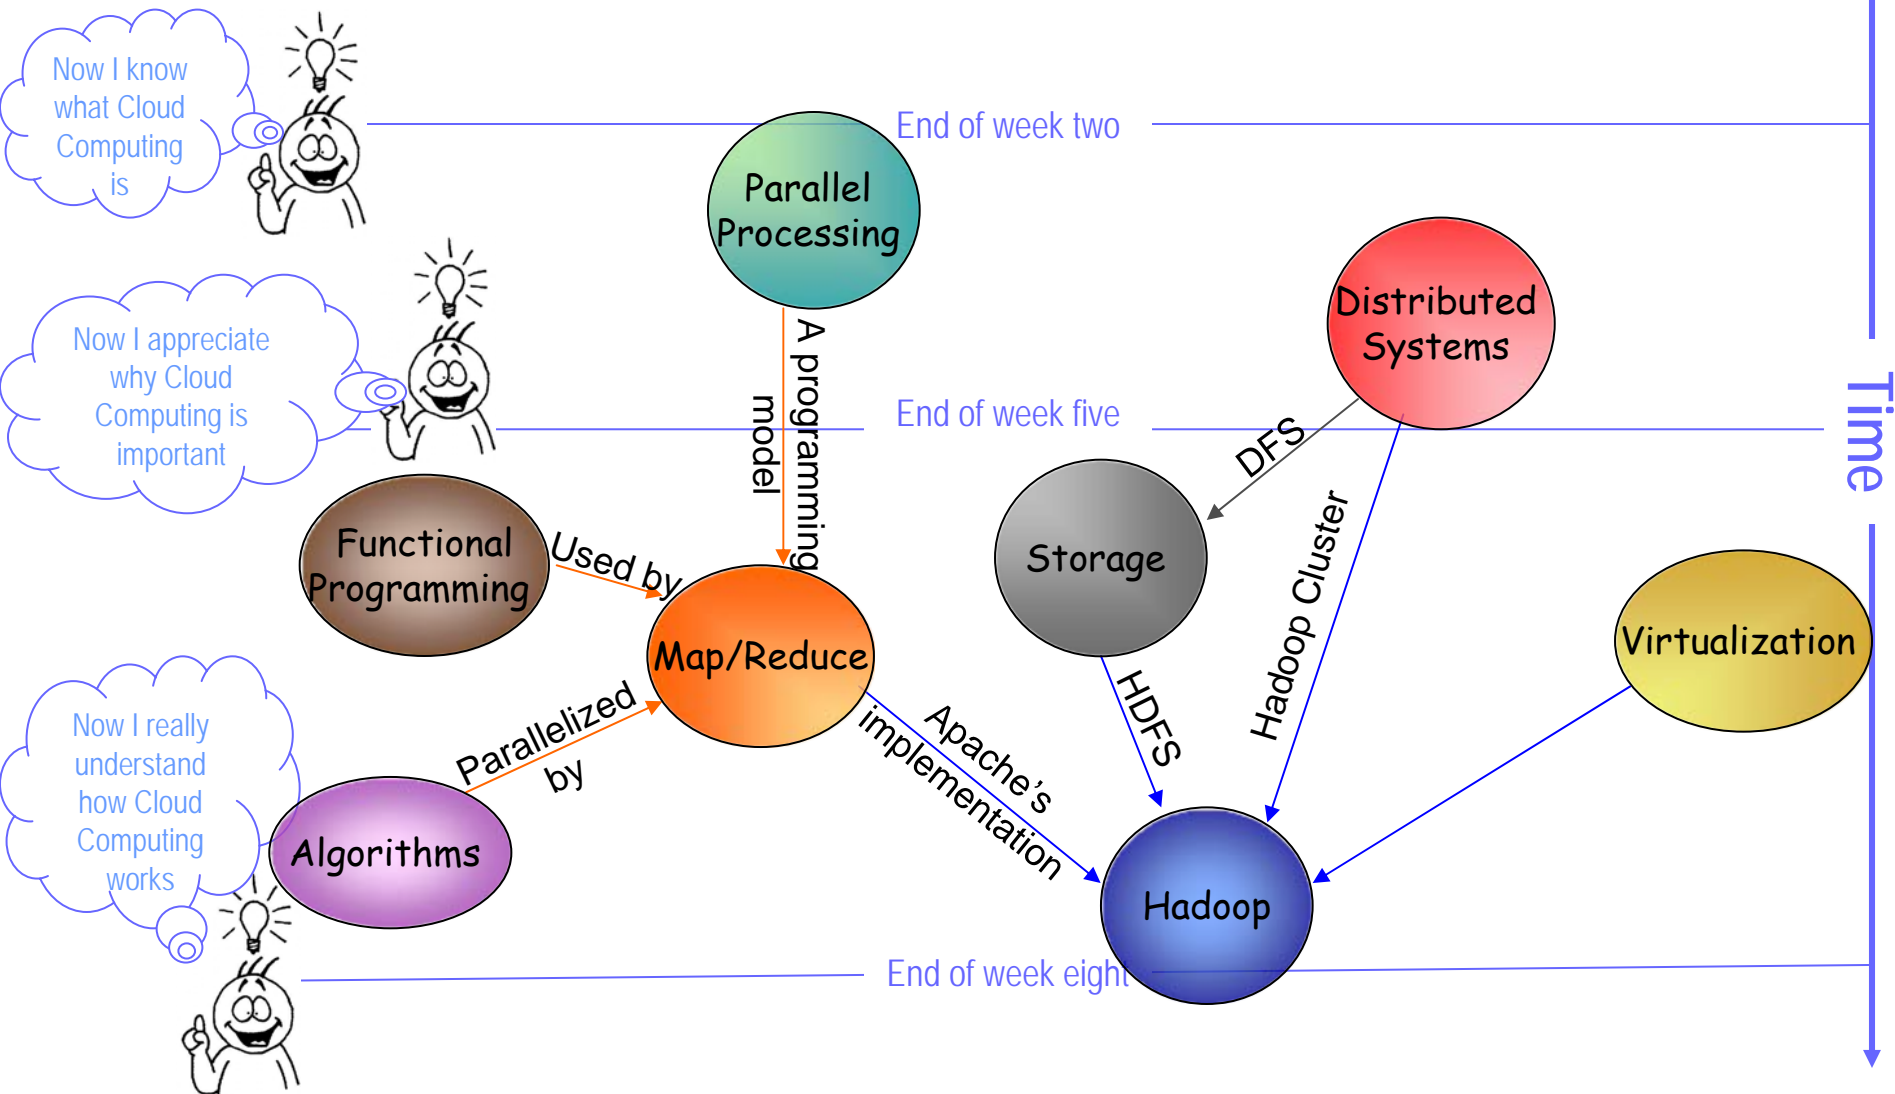 Now I know
what Cloud
Computing
is
End of week two
Parallel
Processing
Distributed
Systems
Now I appreciate
why Cloud
Computing is
important
A programming
model
End of week five
DFS
Time
Functional
Programming
Used by
Storage
Hadoop Cluster
Virtualization
Map/Reduce
Now I really
understand
how Cloud
Computing
works
Parallelized
by
HDFS
Apache’s
implementation
Algorithms
Hadoop
End of week eight